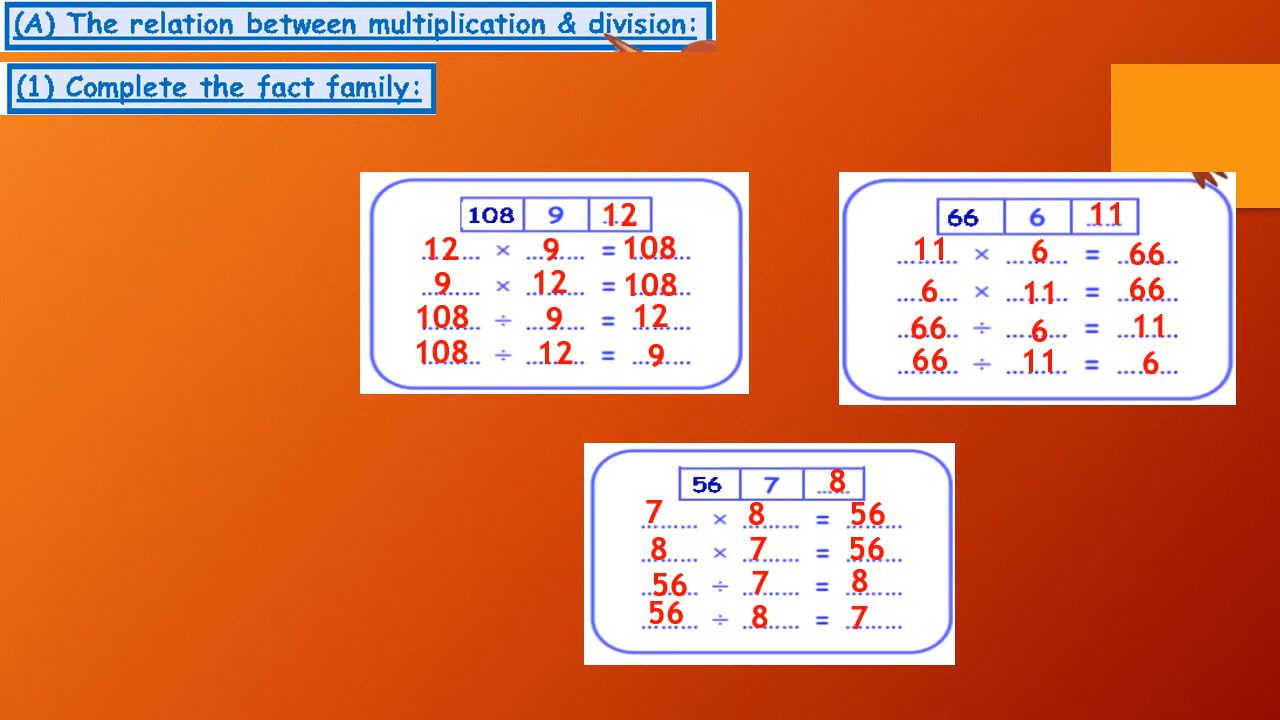 (A) The relation between multiplication & division:
(1) Complete the fact family:
108 9 12
12 × 9 = 108
9 × 12 = 108
108 ÷ 9 = 12
108 ÷ 12 = 9
66 6 11
11 × 6 = 66
6 × 11 = 66
66 ÷ 6 = 11
66 ÷ 11 = 6
56 7 8
7 × 8 = 56
8 × 7 = 56
56 ÷ 7 = 8
56 ÷ 8 = 7